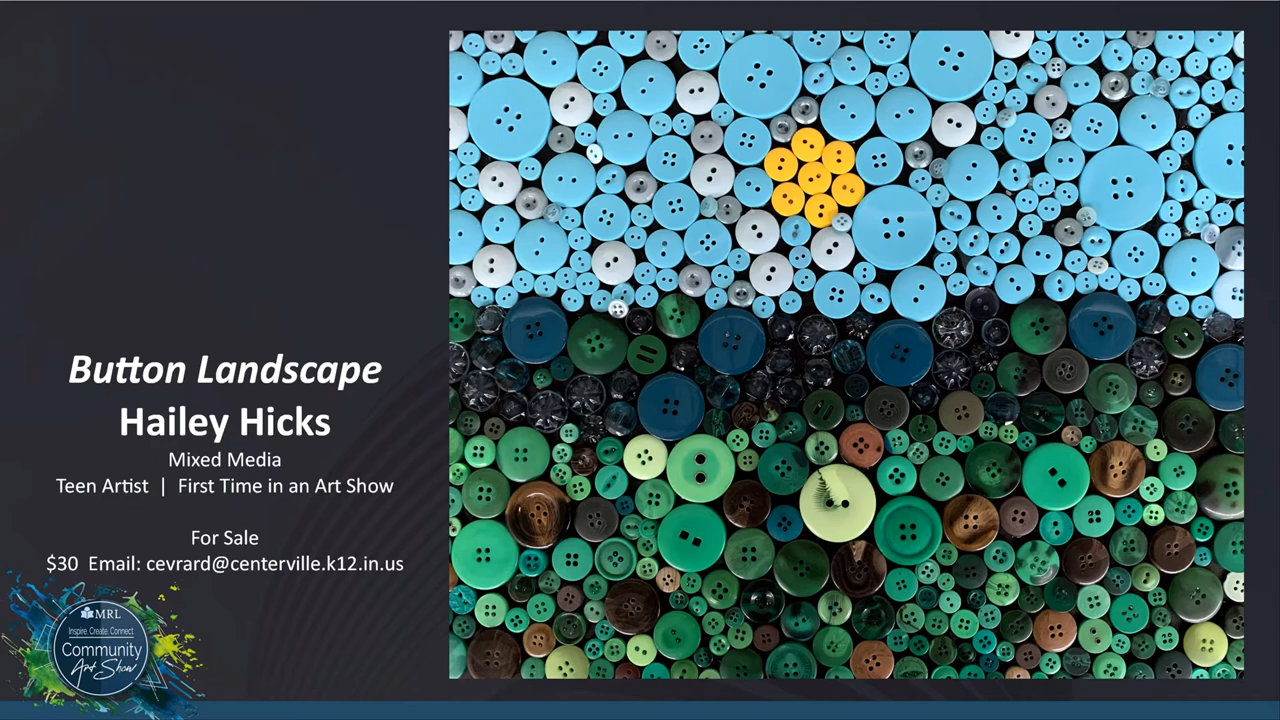 Button Landscape
Hailey Hicks
Mixed Media
Teen Artist | First Time in an Art Show
For Sale
$30 Email: cevrard@centerville.k12.in.us
MRL
Inspire. Create. Connect.
Community
Art Show